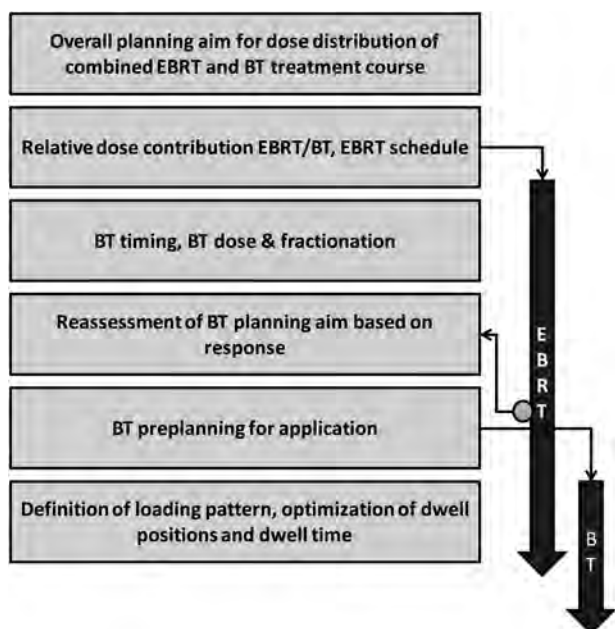 Overall planning aim for dose distribution of
combined EBRT and BT treatment course
Relative dose contribution EBRT/BT, EBRT schedule
BT timing, BT dose & fractionation
Reassessment of BT planning aim based on
response
BT preplanning for application
Definition of loading pattern, optimization of dwell
positions and dwell time
EBRT
BT